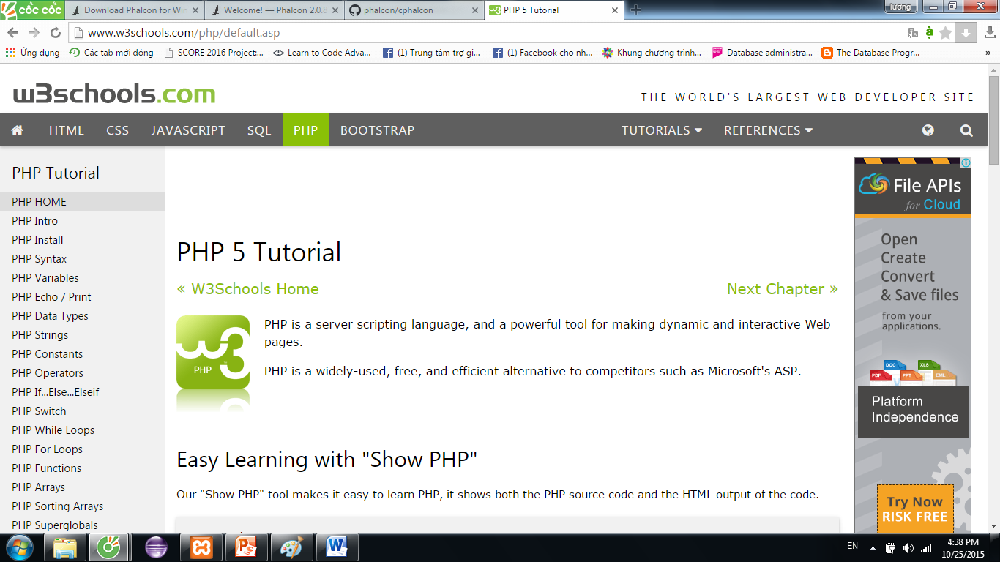 CỐC CỐC
Download Phalcon for Win
Welcome! — Phalcon 2.0.8
phalcon/cphalcon
PHP 5 Tutorial
lương
www.w3schools.com/php/default.asp
Ứng dụng
Các tab mới đóng
SCORE 2016 Project:...
Learn to Code Adva...
(1) Trung tâm trợ gi...
(1) Facebook cho nh...
Khung chương trình...
Database administra...
The Database Progr...
»
w3schools.com
THE WORLD'S LARGEST WEB DEVELOPER SITE
HTML CSS JAVASCRIPT SQL PHP BOOTSTRAP TUTORIALS REFERENCES
PHP Tutorial
PHP HOME
PHP Intro
PHP Install
PHP Syntax
PHP Variables
PHP Echo / Print
PHP Data Types
PHP Strings
PHP Constants
PHP Operators
PHP If...Else...Elseif
PHP Switch
PHP While Loops
PHP For Loops
PHP Functions
PHP Arrays
PHP Sorting Arrays
PHP Superglobals
PHP 5 Tutorial
« W3Schools Home
Next Chapter »
w3
PHP
PHP is a server scripting language, and a powerful tool for making dynamic and interactive Web
pages.
PHP is a widely-used, free, and efficient alternative to competitors such as Microsoft's ASP.
Easy Learning with "Show PHP"
Our "Show PHP" tool makes it easy to learn PHP, it shows both the PHP source code and the HTML output of the code.
File APIs
for Cloud
Open
Create
Convert
& Save files
from your
applications.
DOC XLS
PDF PPT EML
Platform
Independence
Try Now
RISK FREE
EN
4:38 PM
10/25/2015